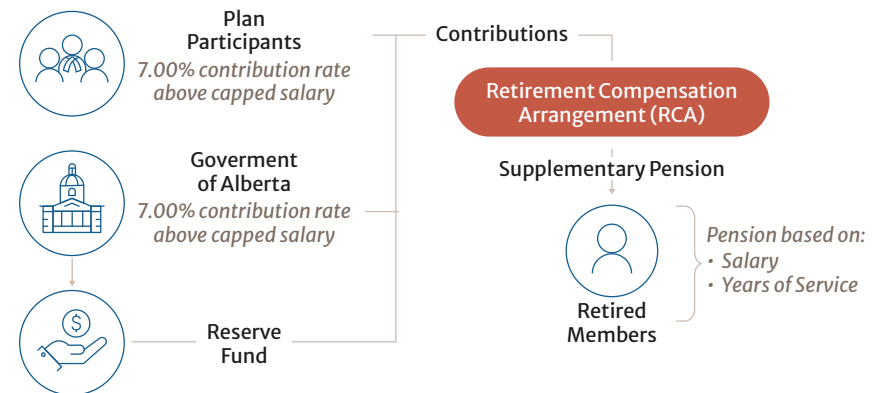 Plan
Participants
7.00% contribution rate
above capped salary
Goverment
of Alberta
7.00% contribution rate
above capped salary
$
Reserve
Fund
Contributions
Retirement Compensation
Arrangement (RCA)
Supplementary Pension
Retired
Members
Pension based on:
• Salary
• Years of Service